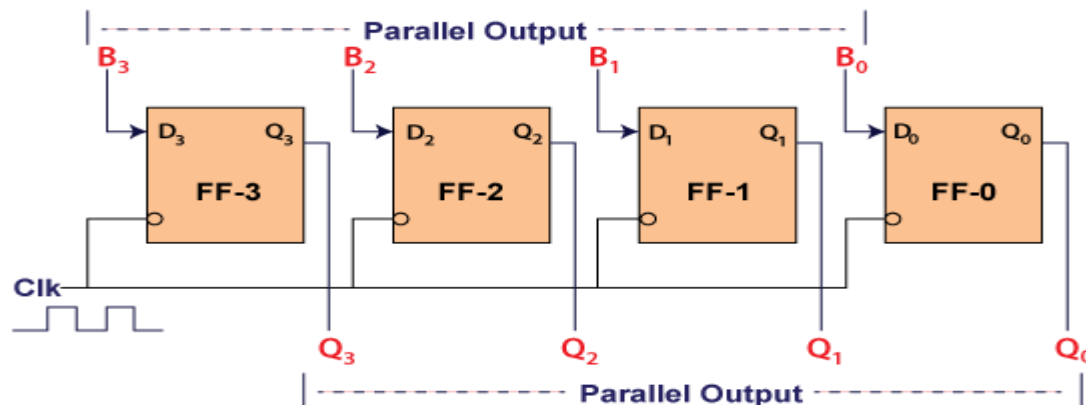 Parallel Output
B3 B2 B1 B0
D3 Q3 D2 Q2 D1 Q1 D0 Q0
FF-3 FF-2 FF-1 FF-0
Clk
Q3 Q2 Q1 Q0
Parallel Output